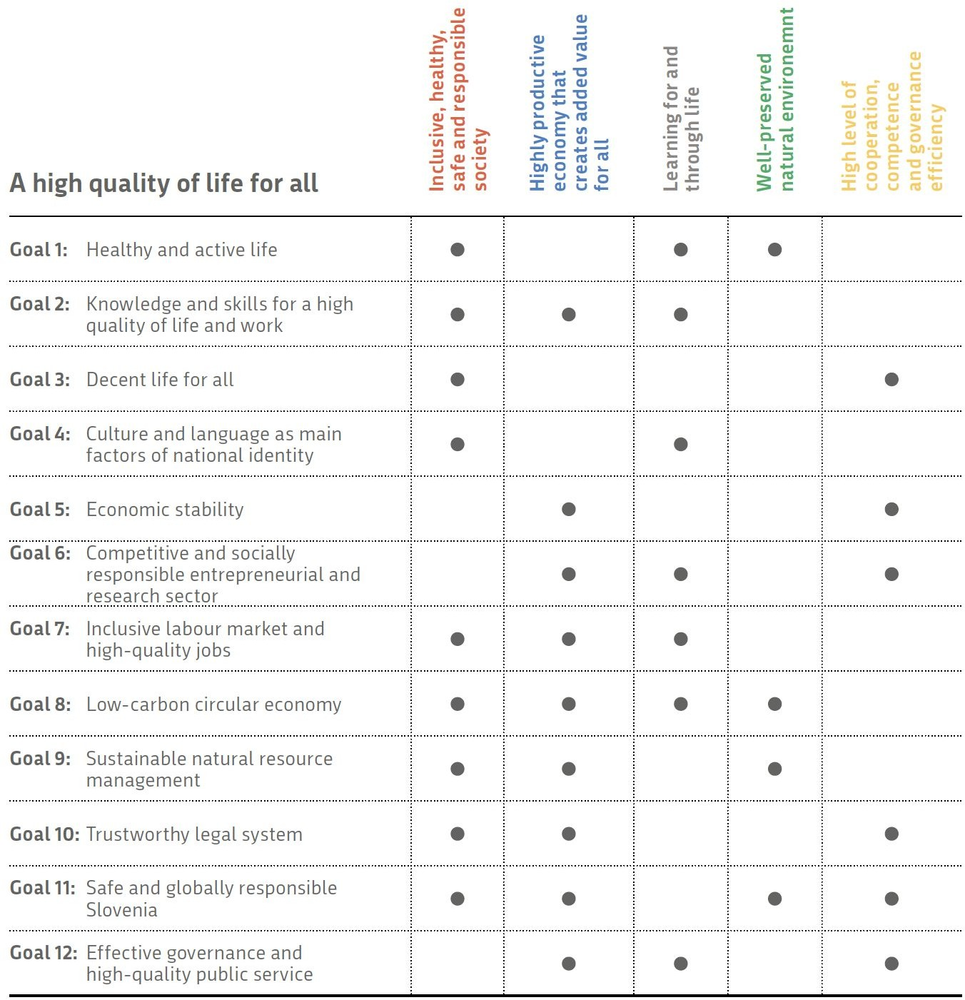 Inclusive, healthy,
safe and responsible
society
Highly productive
economy that
creates added value
for all
Learning for and
through life
Well-preserved
natural environemnt
High level of
cooperation,
competence
and governance
efficiency
A high quality of life for all
Goal 1: Healthy and active life
Goal 2: Knowledge and skills for a high
quality of life and work
Goal 3: Decent life for all
Goal 4: Culture and language as main
factors of national identity
Goal 5: Economic stability
Goal 6: Competitive and socially
responsible entrepreneurial and
research sector
Goal 7: Inclusive labour market and
high-quality jobs
Goal 8: Low-carbon circular economy
Goal 9: Sustainable natural resource
management
Goal 10: Trustworthy legal system
Goal 11: Safe and globally responsible
Slovenia
Goal 12: Effective governance and
high-quality public service